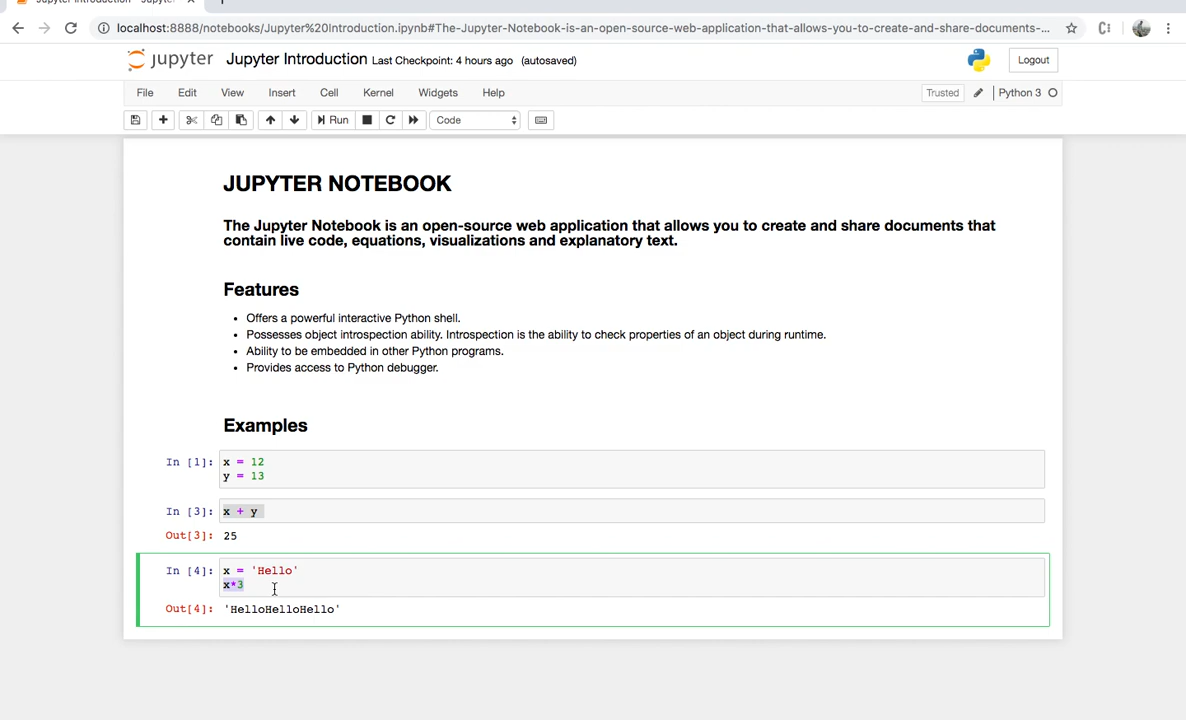 Jupyter Introduction - Jupyter
localhost:8888/notebooks/Jupyter%20Introduction.ipynb#The-Jupyter-Notebook-is-an-open-source-web-application-that-allows-you-to-create-and-share-documents-...
jupyter Jupyter Introduction Last Checkpoint: 4 hours ago (autosaved) Logout
File Edit View Insert Cell Kernel Widgets Help Trusted Python 3
Run Code
JUPYTER NOTEBOOK
The Jupyter Notebook is an open-source web application that allows you to create and share documents that
contain live code, equations, visualizations and explanatory text.
Features
• Offers a powerful interactive Python shell.
• Possesses object introspection ability. Introspection is the ability to check properties of an object during runtime.
• Ability to be embedded in other Python programs.
• Provides access to Python debugger.
Examples
In [1]: x = 12
y = 13
In [3]: x + y
Out[3]: 25
In [4]: x = 'Hello'
x*3
Out[4]: 'HelloHelloHello'